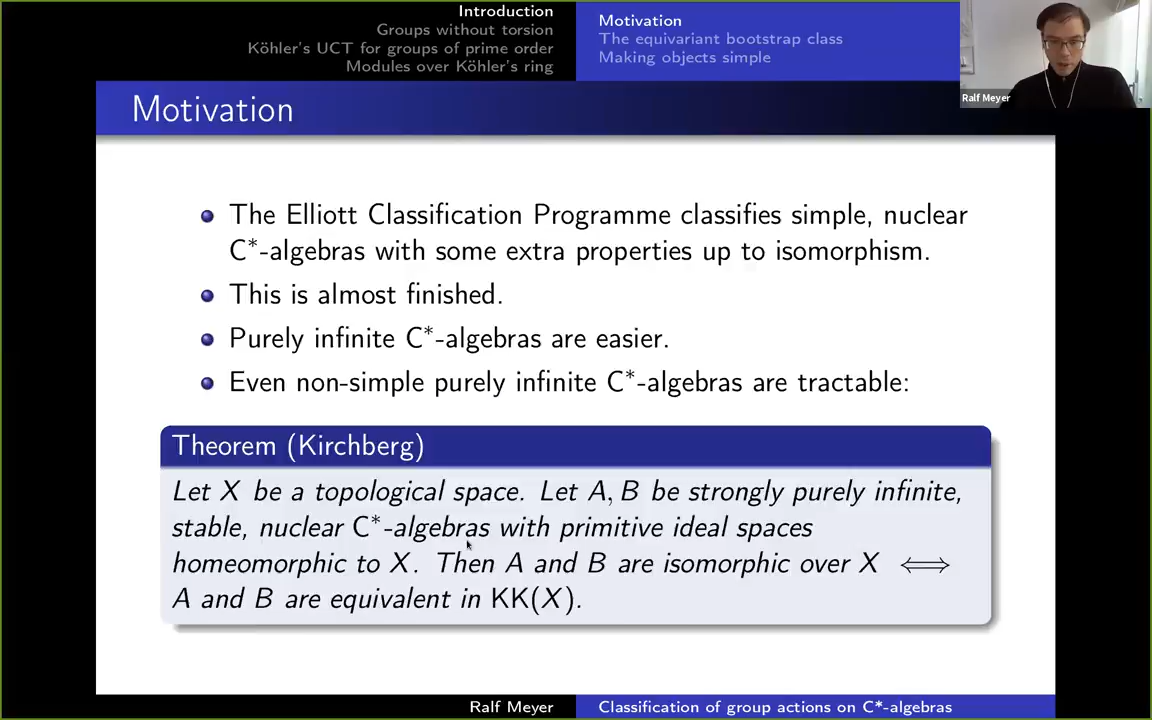 Introduction
Groups without torsion
Köhler's UCT for groups of prime order
Modules over Köhler's ring
Motivation
The equivariant bootstrap class
Making objects simple
Ralf Meyer
Motivation
The Elliott Classification Programme classifies simple, nuclear
C*-algebras with some extra properties up to isomorphism.
This is almost finished.
Purely infinite C*-algebras are easier.
Even non-simple purely infinite C*-algebras are tractable:
Theorem (Kirchberg)
Let X be a topological space. Let A, B be strongly purely infinite,
stable, nuclear C*-algebras with primitive ideal spaces
homeomorphic to X. Then A and B are isomorphic over X ⟺
A and B are equivalent in KK(X).
Ralf Meyer
Classification of group actions on C*-algebras